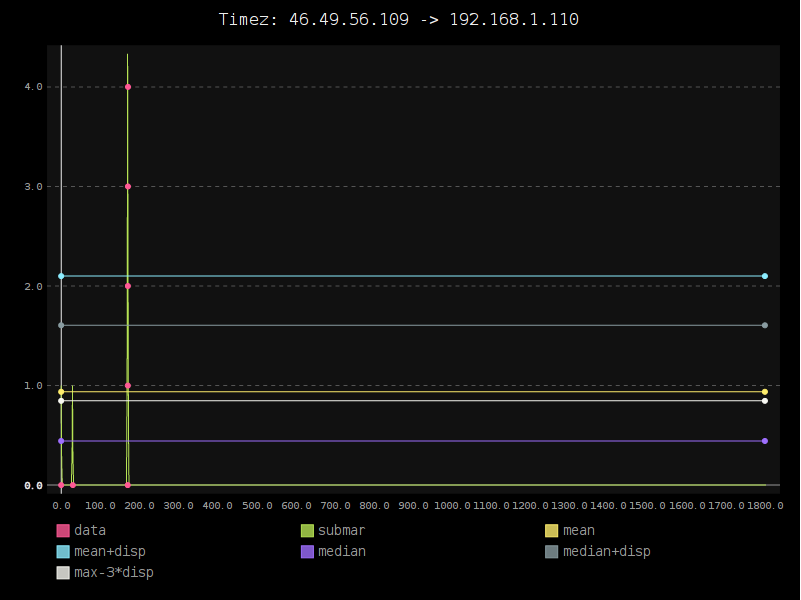 Timez: 46.49.56.109 -> 192.168.1.110
4.0
3.0
2.0
1.0
0.0
0.0 100.0 200.0 300.0 400.0 500.0 600.0 700.0 800.0 900.0 1000.0 1100.0 1200.0 1300.0 1400.0 1500.0 1600.0 1700.0 1800.0
data submar mean
mean+disp median median+disp
max-3*disp